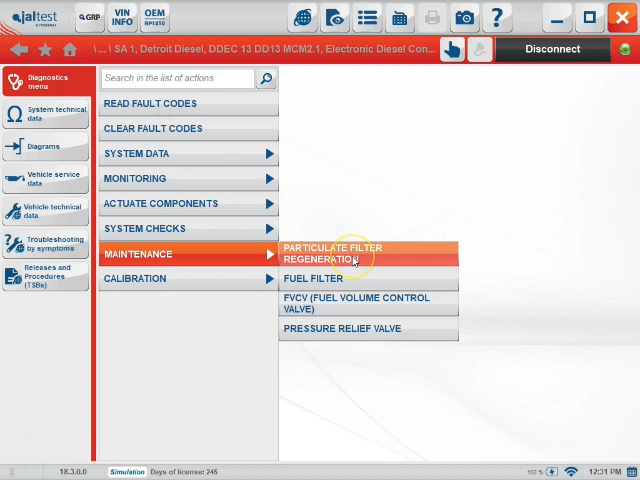 jaltest
GRP
VIN
INFO
OEM
RP1210
?
\ ... \ SA 1, Detroit Diesel, DDEC 13 DD13 MCM2.1, Electronic Diesel Con...
Disconnect
Diagnostics
menu
System technical
data
Diagrams
Vehicle service
data
Vehicle technical
data
Troubleshooting
by symptoms
Releases and
Procedures
(TSBs)
Search in the list of actions
READ FAULT CODES
CLEAR FAULT CODES
SYSTEM DATA
MONITORING
ACTUATE COMPONENTS
SYSTEM CHECKS
MAINTENANCE
CALIBRATION
PARTICULATE FILTER
REGENERATION
FUEL FILTER
FVCV (FUEL VOLUME CONTROL
VALVE)
PRESSURE RELIEF VALVE
18.3.0.0
Simulation
Days of license: 245
100 %
12:31 PM